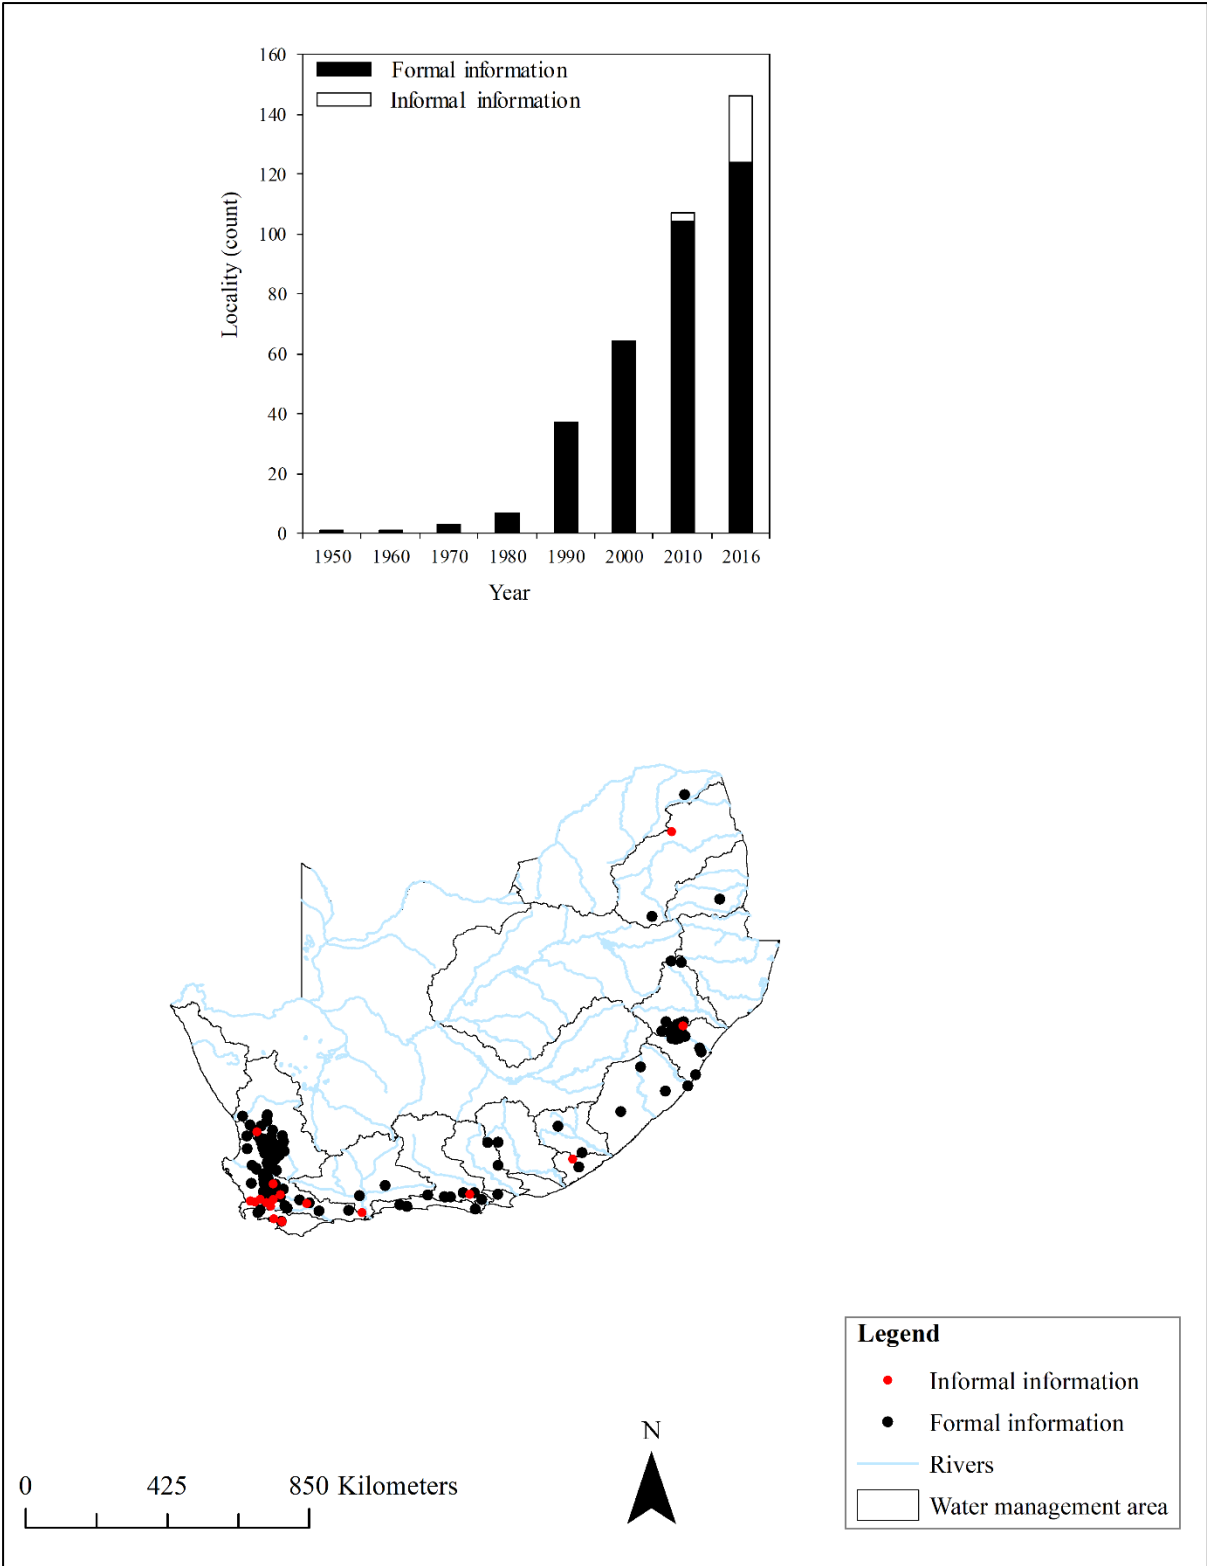 160
Formal information
Informal information
140
120
100
80
60
40
20
0
Locality (count)
1950 1960 1970 1980 1990 2000 2010 2016
Year
Legend
Informal information
Formal information
Rivers
Water management area
N
0 425 850 Kilometers